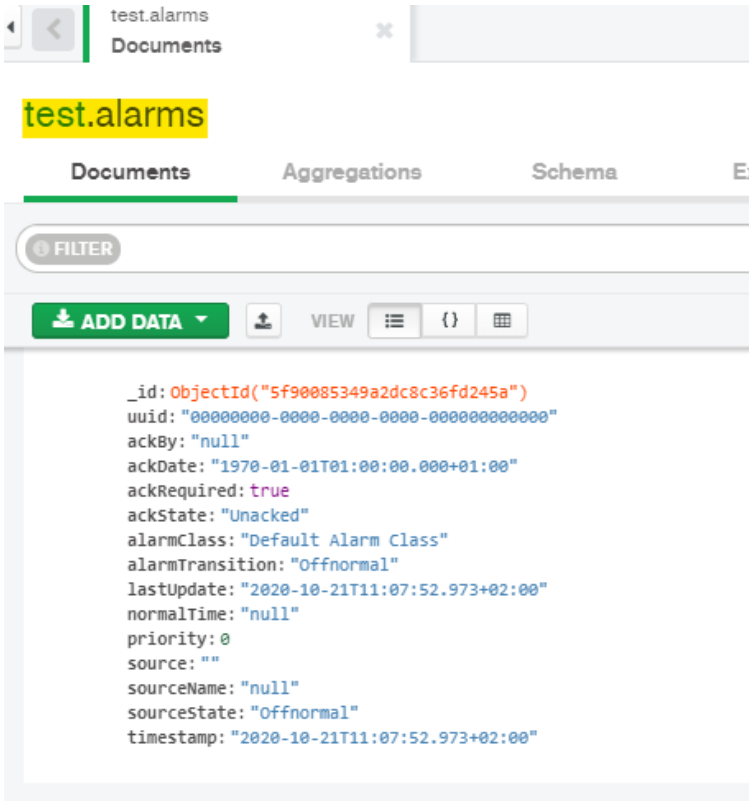 test.alarms
Documents
test.alarms
Documents Aggregations Schema
FILTER
ADD DATA VIEW {}
_id: ObjectId("5f90085349a2dc8c36fd245a")
uuid: "00000000-0000-0000-0000-000000000000"
ackBy: "null"
ackDate: "1970-01-01T01:00:00.000+01:00"
ackRequired: true
ackState: "Unacked"
alarmClass: "Default Alarm Class"
alarmTransition: "Offnormal"
lastUpdate: "2020-10-21T11:07:52.973+02:00"
normalTime: "null"
priority: 0
source: ""
sourceName: "null"
sourceState: "Offnormal"
timestamp: "2020-10-21T11:07:52.973+02:00"